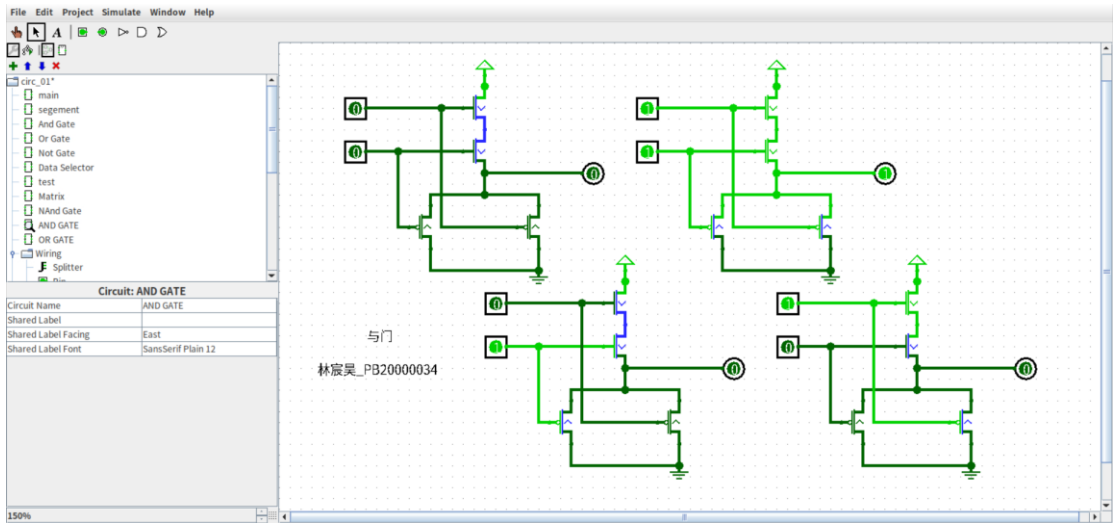 File Edit Project Simulate Window Help
A
circ_01*
main
segement
And Gate
Or Gate
Not Gate
Data Selector
test
Matrix
NAnd Gate
AND GATE
OR GATE
Wiring
Splitter
Pin
Circuit: AND GATE
Circuit Name AND GATE
Shared Label
Shared Label Facing East
Shared Label Font SansSerif Plain 12
150%
0
0
0
1
1
1
0
1
0
1
0
0
与门
林宸昊_PB20000034